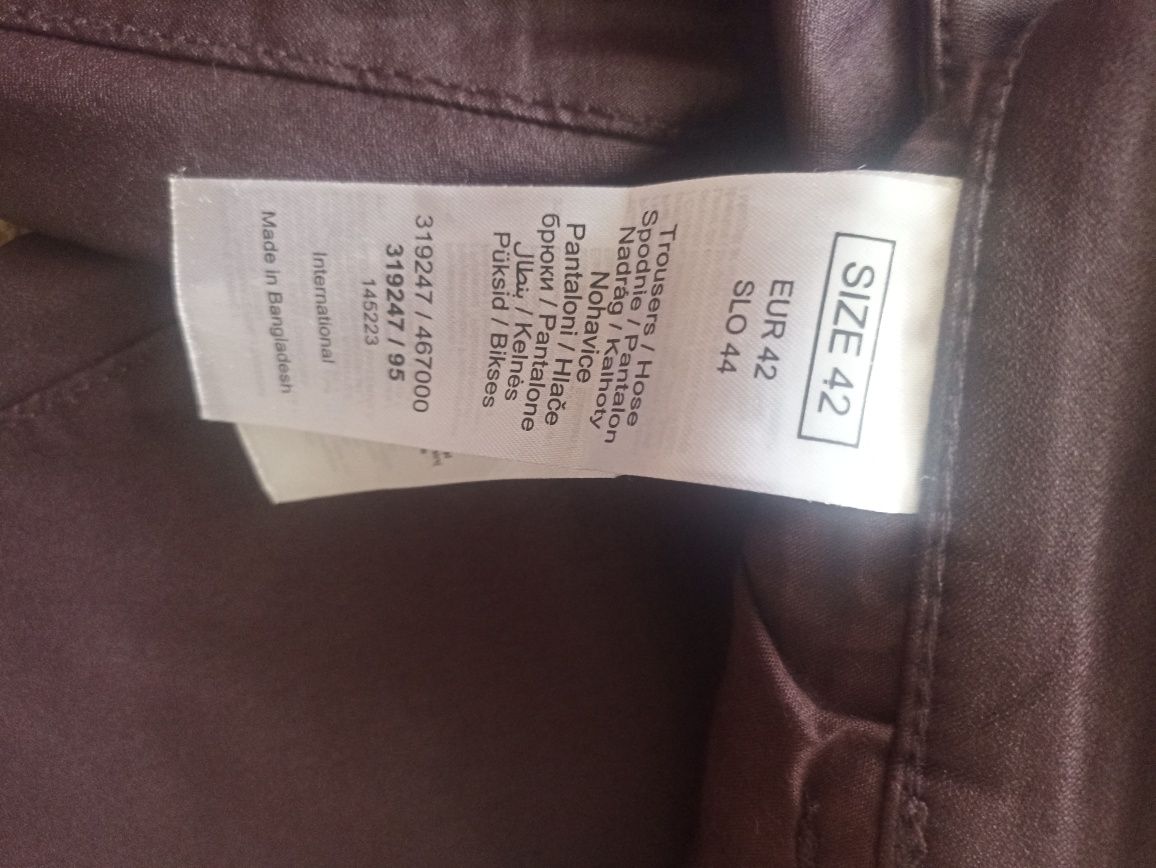 SIZE 42
EUR 42
SLO 44
Trousers / Hose
Spodnie / Pantalon
Nadrág / Kalhoty
Nohavice
Pantaloni / Hlače
брюки / Pantalone
بنطال / Kelnės
Püksid / Bikses
319247 / 467000
319247 / 95
145223
International
Made in Bangladesh